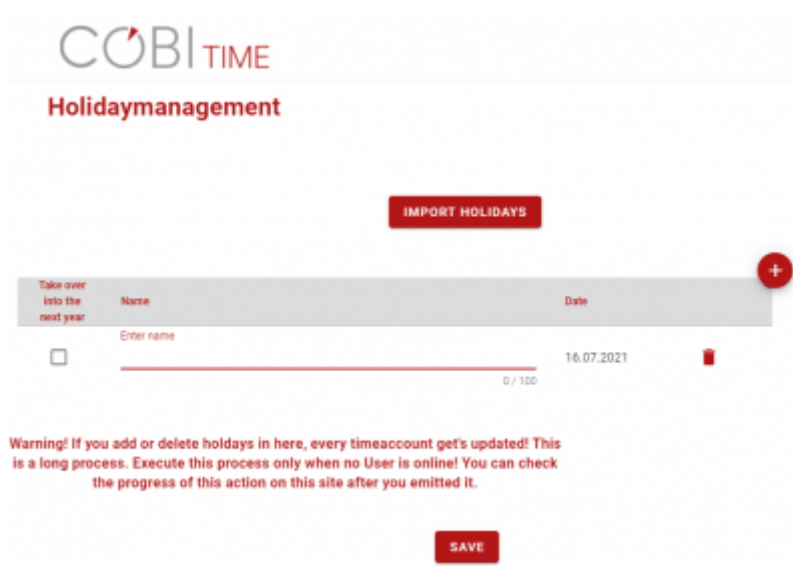 COBI TIME
Holidaymanagement
IMPORT HOLIDAYS
+
Take over
into the
next year
Name
Date
Enter name
16.07.2021
0 / 100
Warning! If you add or delete holdays in here, every timeaccount get's updated! This
is a long process. Execute this process only when no User is online! You can check
the progress of this action on this site after you emitted it.
SAVE